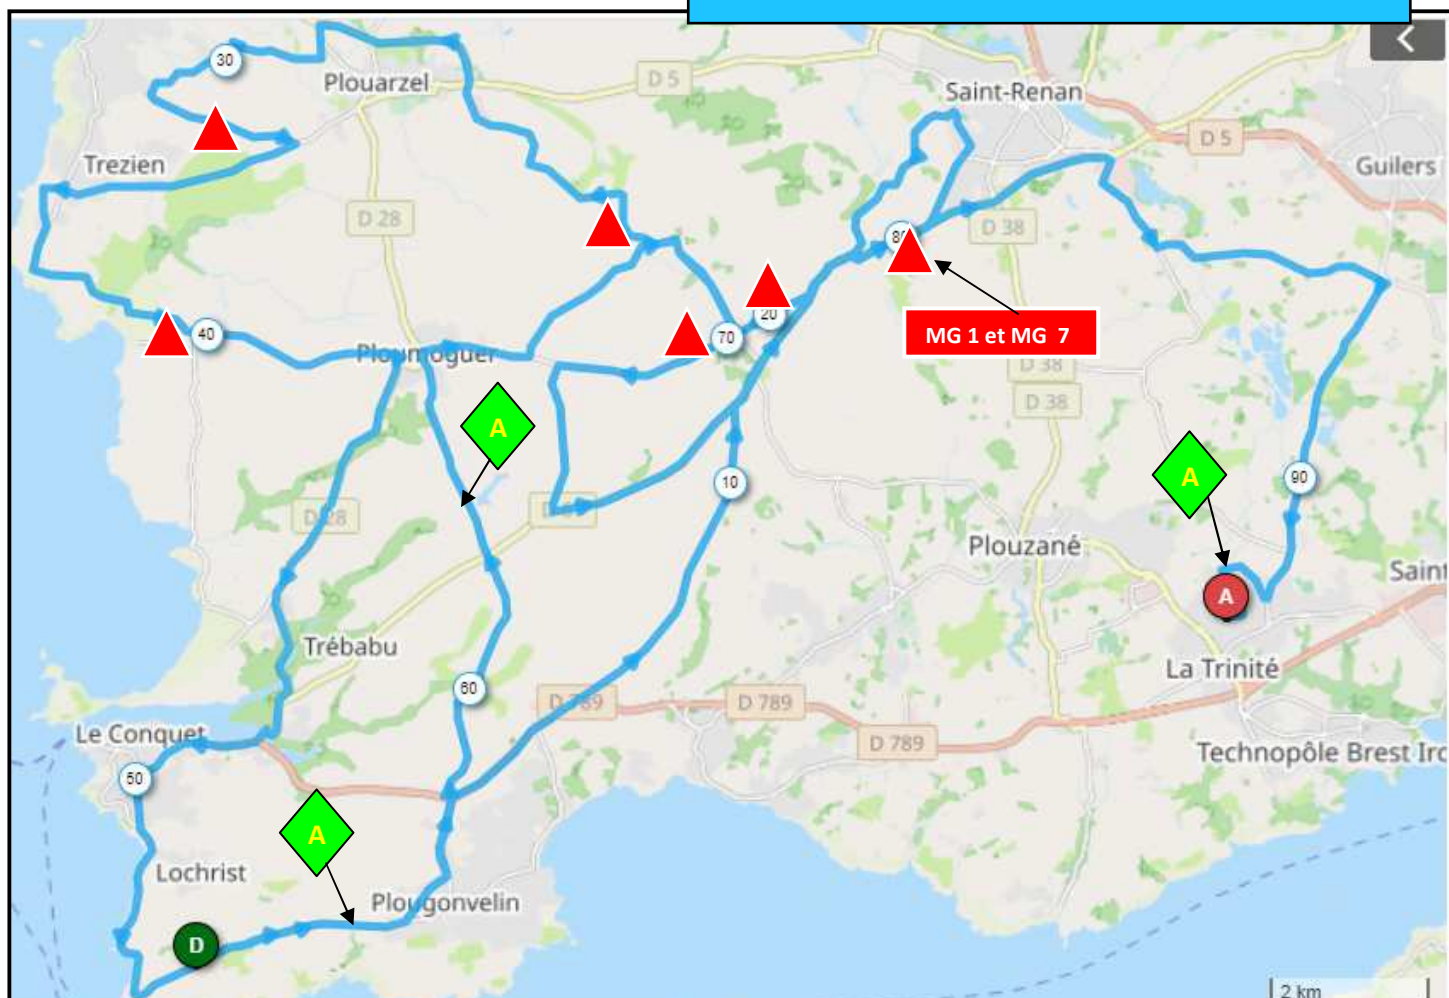 30
Plouarzel
D 5
Saint-Renan
D 5
Trezien
Guilers
D 28
D 38
20
MG 1 et MG 7
40
70
Ploumoguer
D 38
D 38
A
A
10
90
D 28
Plouzané
Saint
A
Trébabu
La Trinité
60
D 789
D 789
Le Conquet
D 789
Technopôle Brest Iro
50
A
Lochrist
Plougonvelin
D
2 km